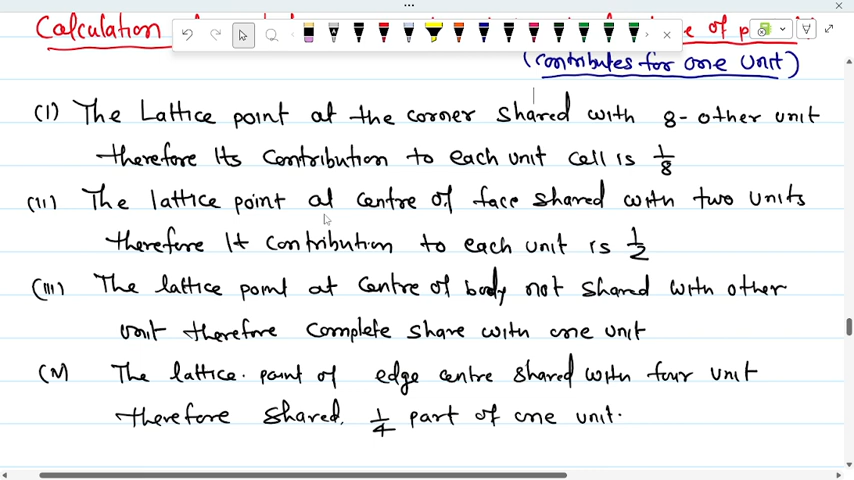 Calculation of p
(Contributes for one unit)
(I) The Lattice point at the corner shared with 8-other unit
therefore Its Contribution to each unit cell is 1/8
(II) The lattice point at centre of face shared with two units
therefore It contribution to each unit is 1/2
(III) The lattice point at centre of body not shared with other
unit therefore complete share with one unit
(IV) The lattice point of edge centre shared with four unit
therefore shared 1/4 part of one unit.